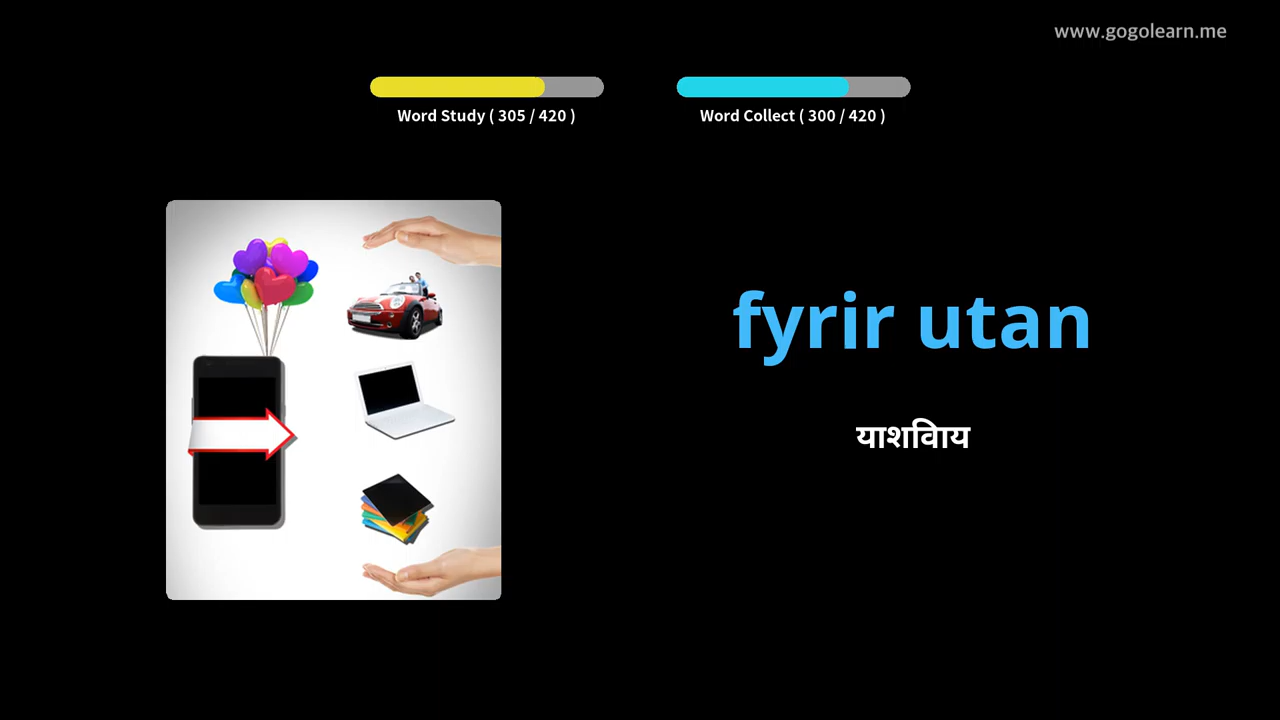 www.gogolearn.me
Word Study ( 305 / 420 )
Word Collect ( 300 / 420 )
fyrir utan
याशिवाय